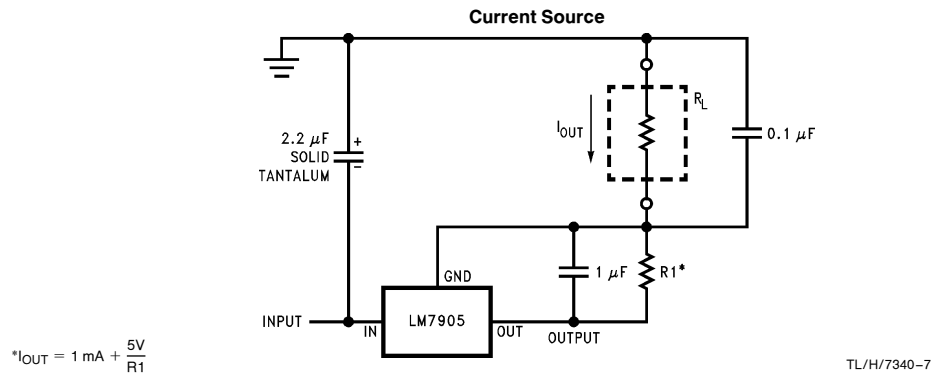 Current Source
R_L
I_OUT
0.1 μF
2.2 μF
SOLID
TANTALUM
+
−
GND
1 μF
R1*
INPUT
IN
LM7905
OUT
OUTPUT
*I_OUT = 1 mA + 5V/R1
TL/H/7340–7